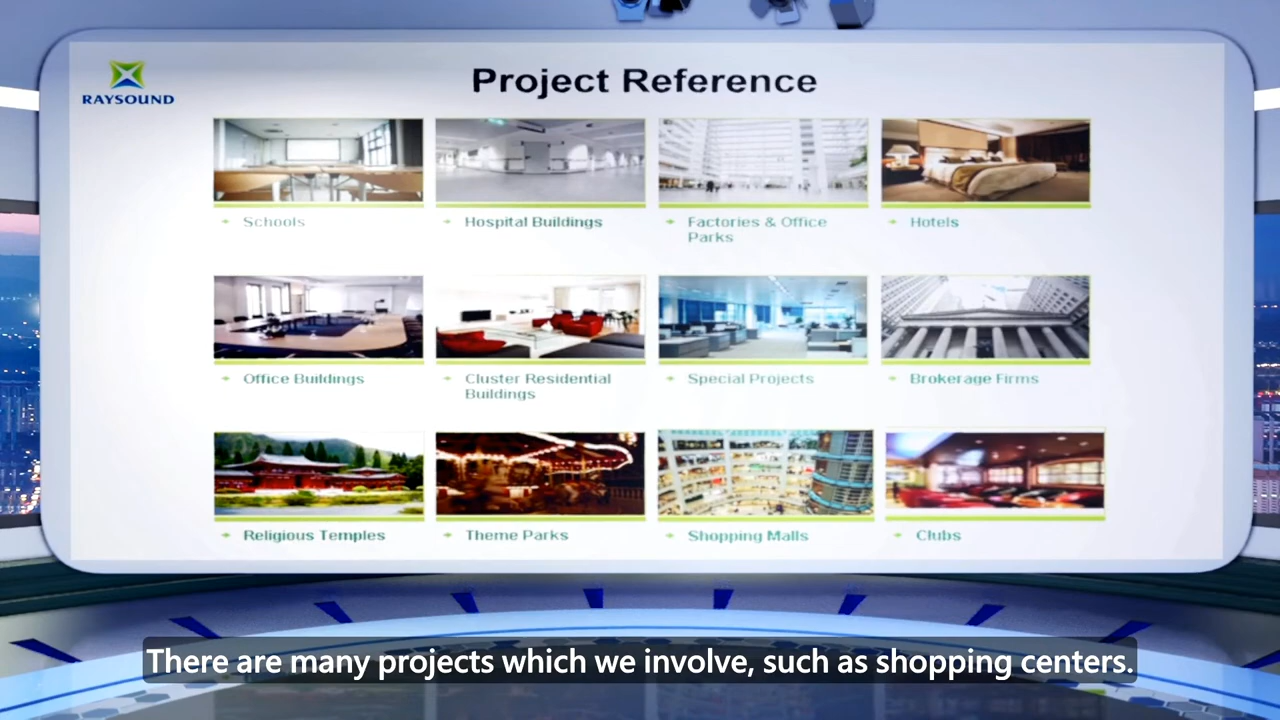 RAYSOUND
Project Reference
Schools
Hospital Buildings
Factories & Office
Parks
Hotels
Office Buildings
Cluster Residential
Buildings
Special Projects
Brokerage Firms
Religious Temples
Theme Parks
Shopping Malls
Clubs
There are many projects which we involve, such as shopping centers.